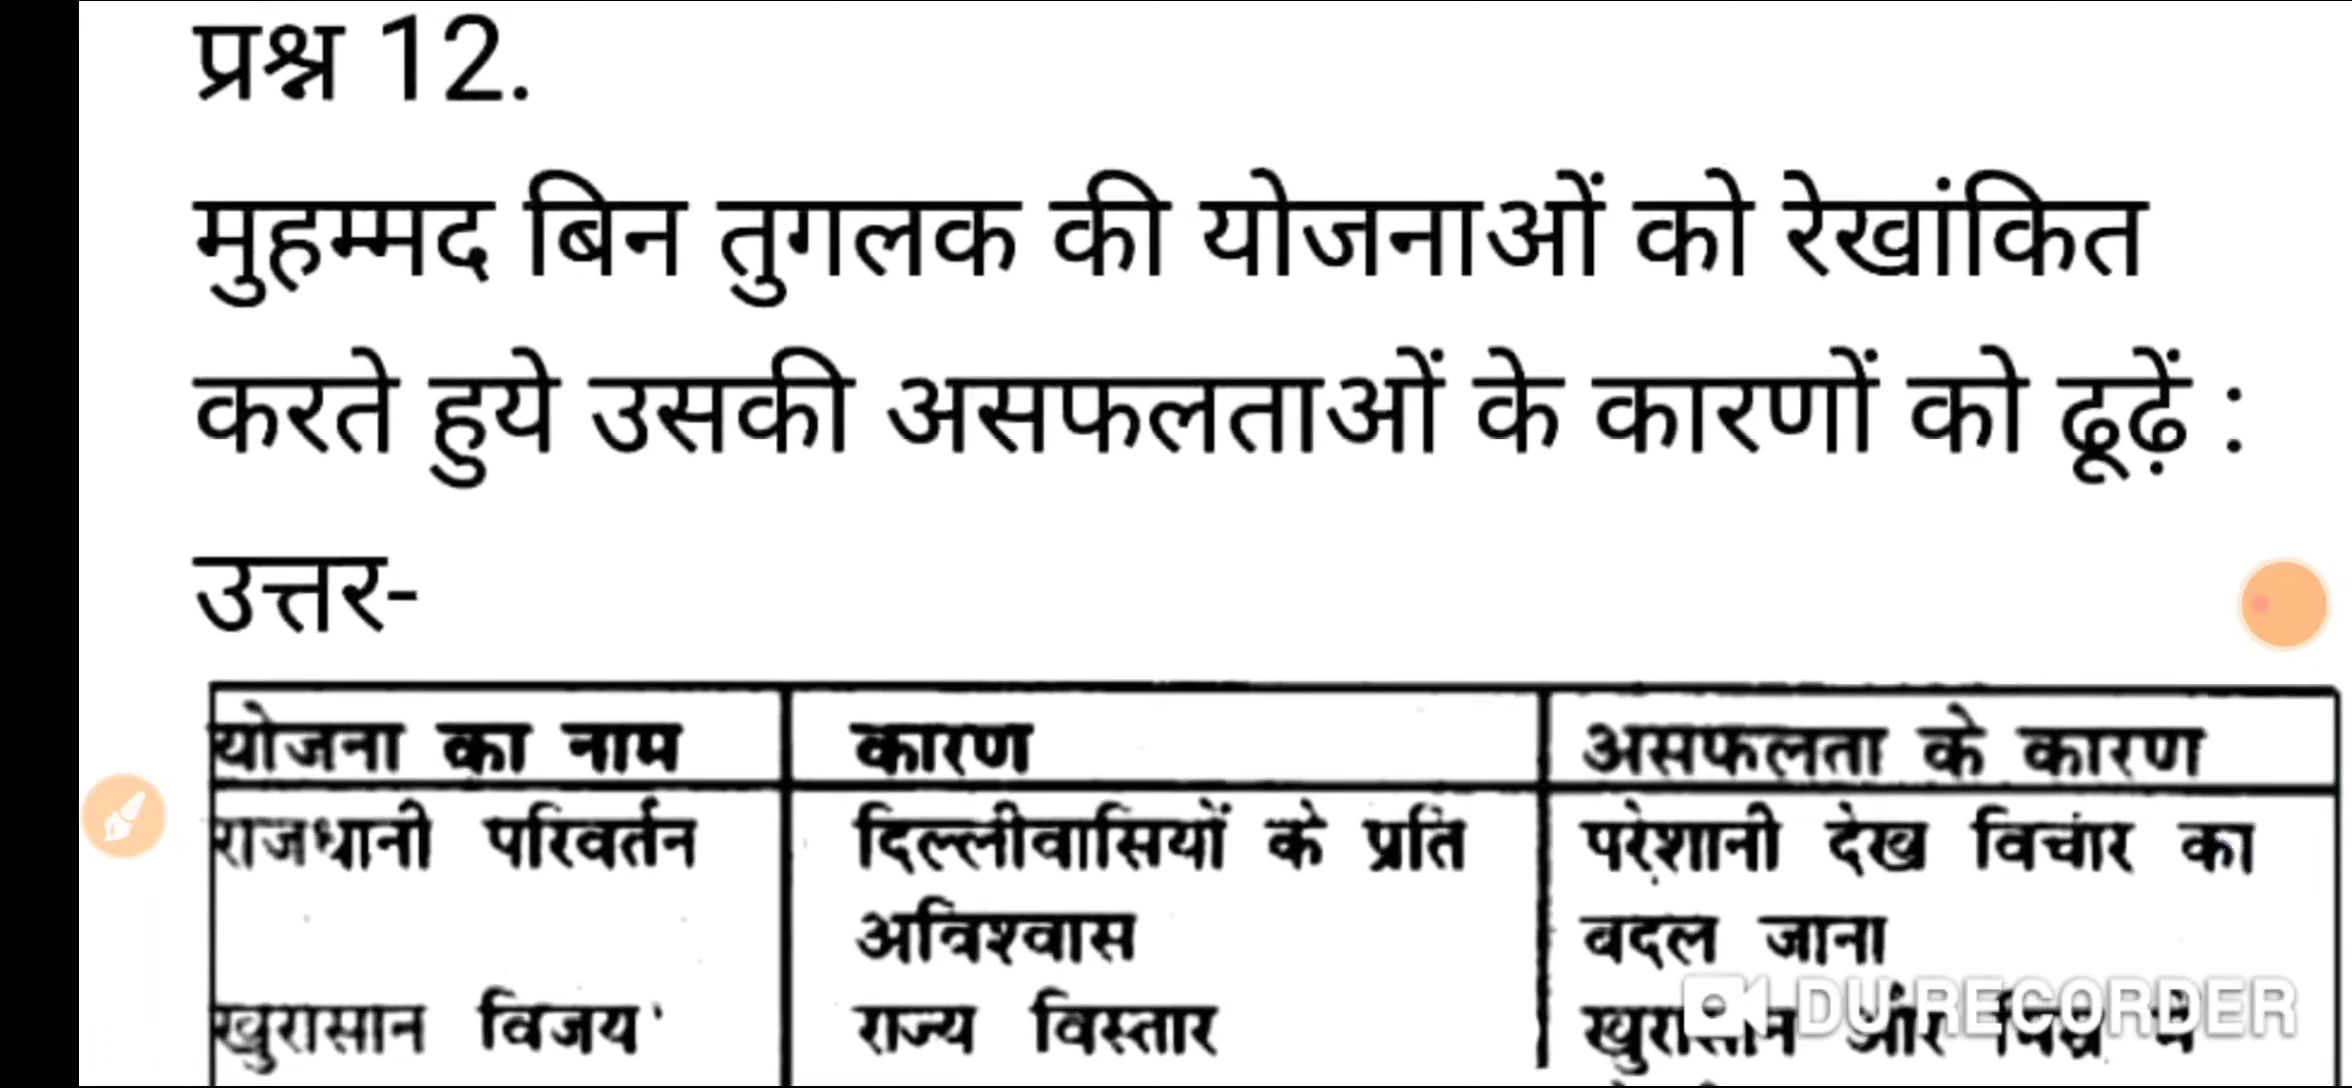 प्रश्न 12.
मुहम्मद बिन तुगलक की योजनाओं को रेखांकित
करते हुये उसकी असफलताओं के कारणों को ढूढ़ें :
उत्तर-
योजना का नाम कारण असफलता के कारण
राजधानी परिवर्तन दिल्लीवासियों के प्रति परेशानी देख विचार का
अविश्वास बदल जाना
खुरासान विजय राज्य विस्तार खुरासान और
DU RECORDER